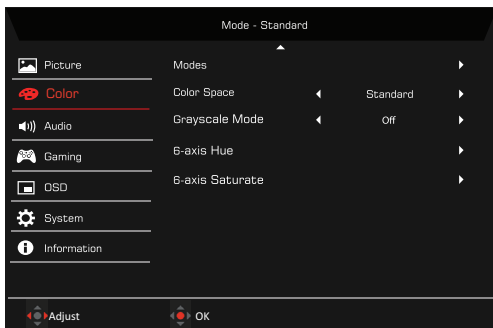 Mode - Standard
Picture
Modes
Color
Color Space Standard
Audio
Grayscale Mode Off
Gaming
6-axis Hue
OSD
6-axis Saturate
System
Information
Adjust OK